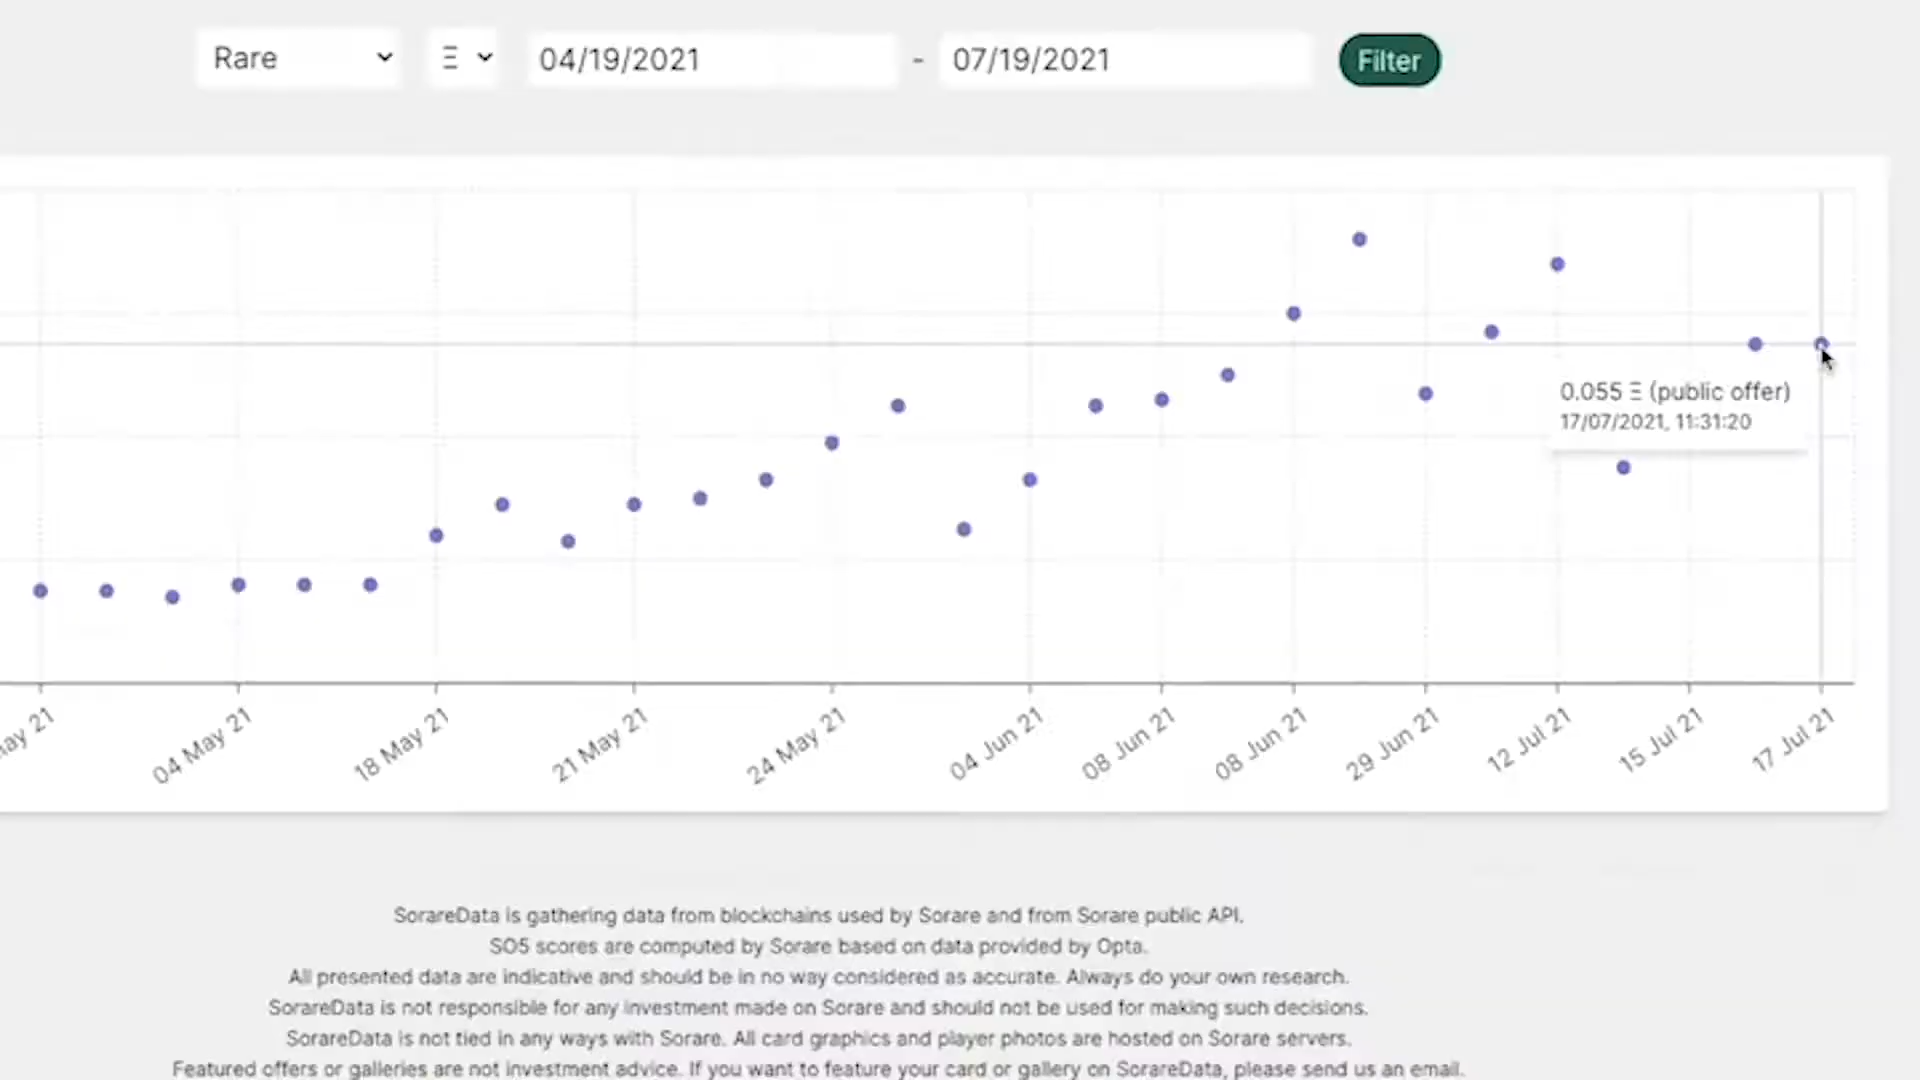 Rare Ξ 04/19/2021 - 07/19/2021 Filter
0.055 Ξ (public offer)
17/07/2021, 11:31:20
21 04 May 21 18 May 21 21 May 21 24 May 21 04 Jun 21 08 Jun 21 08 Jun 21 29 Jun 21 12 Jul 21 15 Jul 21 17 Jul 21
SorareData is gathering data from blockchains used by Sorare and from Sorare public API.
SO5 scores are computed by Sorare based on data provided by Opta.
All presented data are indicative and should be in no way considered as accurate. Always do your own research.
SorareData is not responsible for any investment made on Sorare and should not be used for making such decisions.
SorareData is not tied in any ways with Sorare. All card graphics and player photos are hosted on Sorare servers.
Featured offers or galleries are not investment advice. If you want to feature your card or gallery on SorareData, please send us an email.